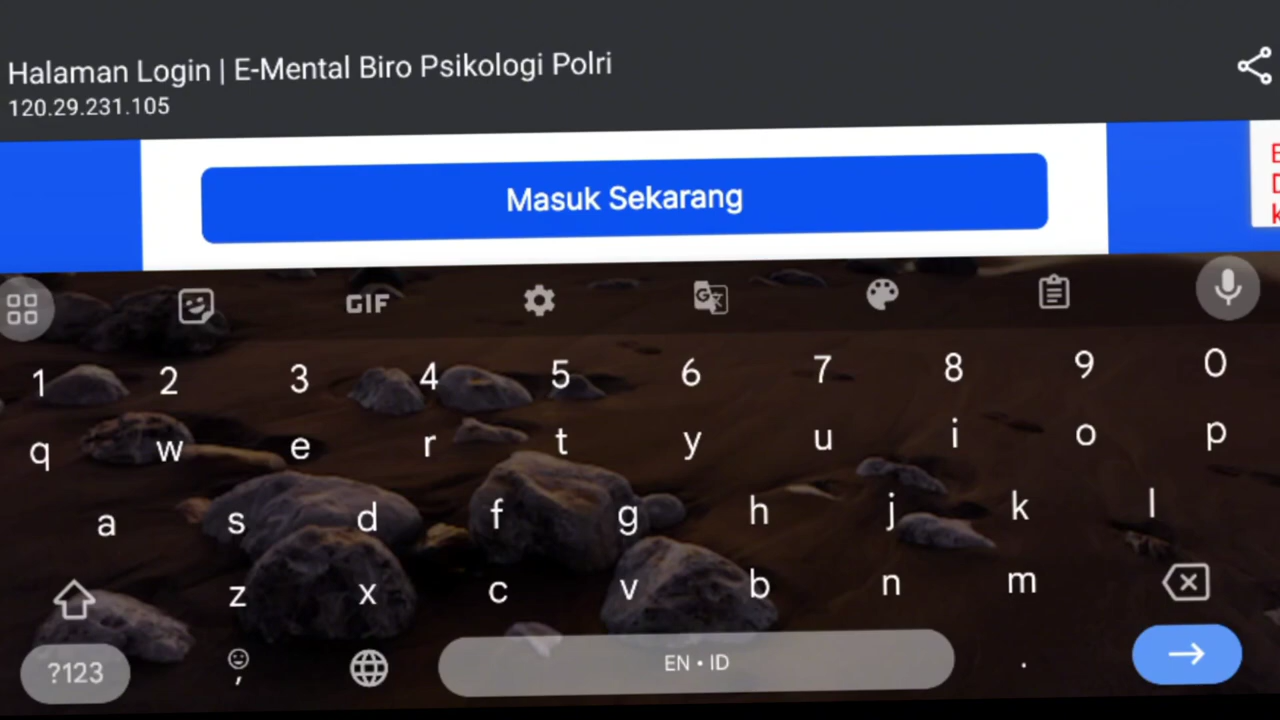 Halaman Login | E-Mental Biro Psikologi Polri
120.29.231.105
Masuk Sekarang
GIF
1 2 3 4 5 6 7 8 9 0
q w e r t y u i o p
a s d f g h j k l
z x c v b n m
?123 , EN • ID .